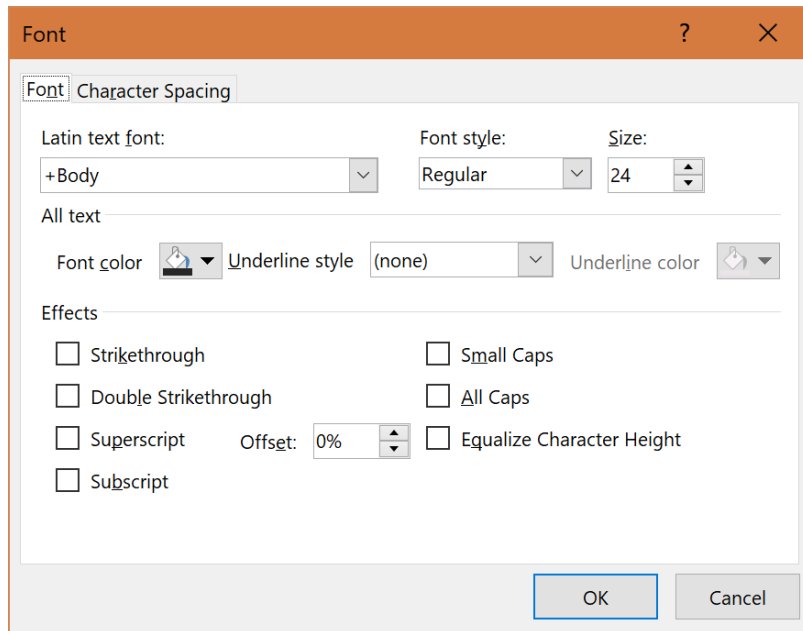 Font ?
Font Character Spacing
Latin text font: Font style: Size:
+Body Regular 24
All text
Font color Underline style (none) Underline color
Effects
Strikethrough Small Caps
Double Strikethrough All Caps
Superscript Offset: 0% Equalize Character Height
Subscript
OK Cancel